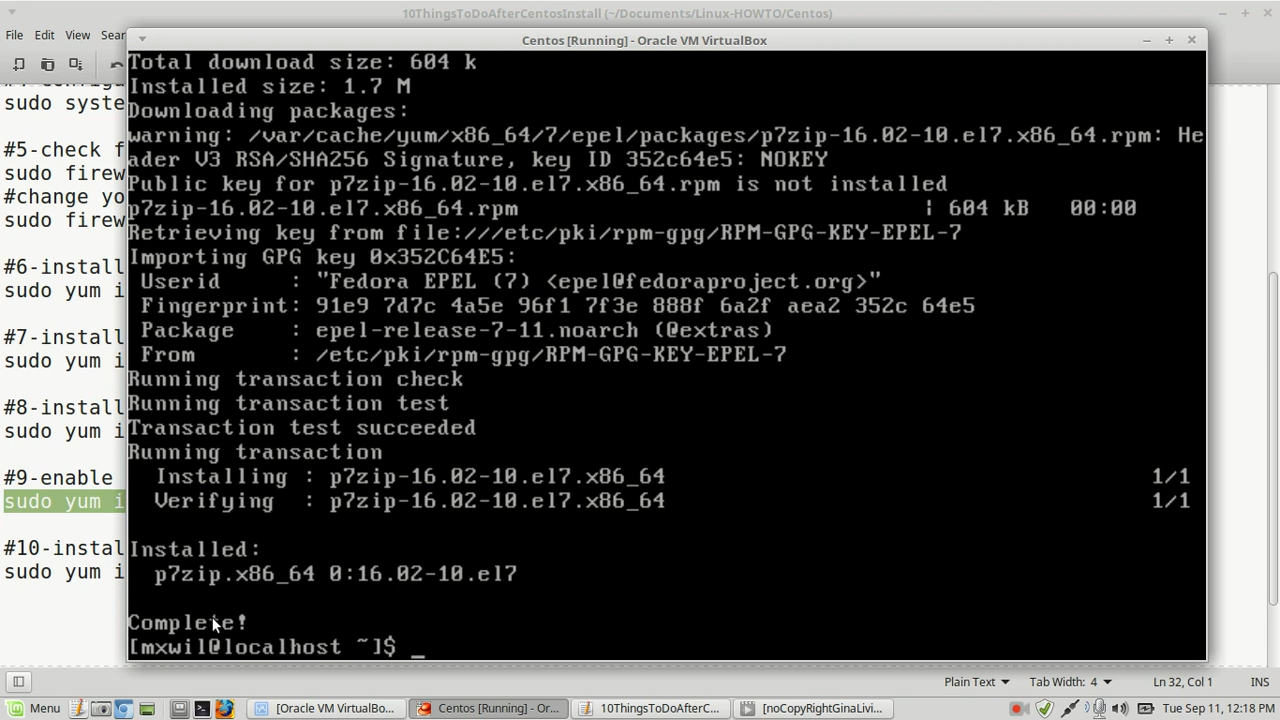 10ThingsToDoAfterCentosInstall (~/Documents/Linux-HOWTO/Centos)
File Edit View
Centos [Running] - Oracle VM VirtualBox
Total download size: 604 k
Installed size: 1.7 M
Downloading packages:
warning: /var/cache/yum/x86_64/7/epel/packages/p7zip-16.02-10.el7.x86_64.rpm: He
ader V3 RSA/SHA256 Signature, key ID 352c64e5: NOKEY
Public key for p7zip-16.02-10.el7.x86_64.rpm is not installed
p7zip-16.02-10.el7.x86_64.rpm | 604 kB 00:00
Retrieving key from file:///etc/pki/rpm-gpg/RPM-GPG-KEY-EPEL-7
Importing GPG key 0x352C64E5:
Userid : "Fedora EPEL (7) <epel@fedoraproject.org>"
Fingerprint: 91e9 7d7c 4a5e 96f1 7f3e 888f 6a2f aea2 352c 64e5
Package : epel-release-7-11.noarch (@extras)
From : /etc/pki/rpm-gpg/RPM-GPG-KEY-EPEL-7
Running transaction check
Running transaction test
Transaction test succeeded
Running transaction
Installing : p7zip-16.02-10.el7.x86_64 1/1
Verifying : p7zip-16.02-10.el7.x86_64 1/1
Installed:
p7zip.x86_64 0:16.02-10.el7
Complete!
[mxwil@localhost ~]$ _
sudo syste
#5-check f
sudo firew
#change yo
sudo firew
#6-install
sudo yum i
#7-install
sudo yum i
#8-install
sudo yum i
#9-enable
sudo yum i
#10-instal
sudo yum i
Plain Text Tab Width: 4 Ln 32, Col 1 INS
Menu [Oracle VM VirtualBo... Centos [Running] - Or... 10ThingsToDoAfterC... [noCopyRightGinaLivi... Tue Sep 11, 12:18 PM